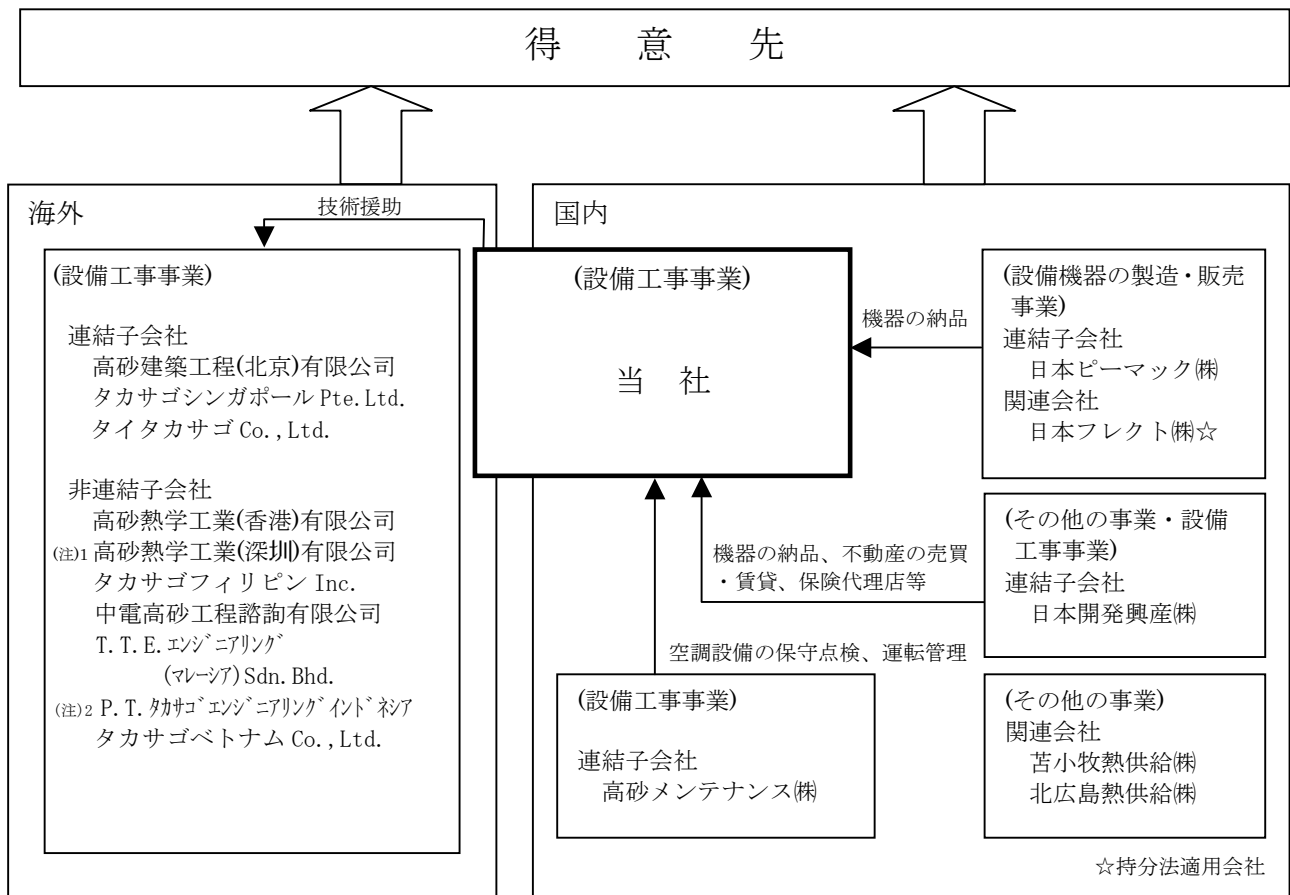 得意先
海外
技術援助
(設備工事事業)
連結子会社
高砂建築工程(北京)有限公司
タカサゴシンガポール Pte.Ltd.
タイタカサゴ Co.,Ltd.
非連結子会社
高砂熱学工業(香港)有限公司
(注)1 高砂熱学工業(深圳)有限公司
タカサゴフィリピン Inc.
中電高砂工程諮詢有限公司
T.T.E.ｴﾝｼﾞﾆｱﾘﾝｸﾞ
(ﾏﾚｰｼｱ)Sdn.Bhd.
(注)2 P.T.ﾀｶｻｺﾞｴﾝｼﾞﾆｱﾘﾝｸﾞｲﾝﾄﾞﾈｼｱ
タカサゴベトナム Co.,Ltd.
国内
(設備工事事業)
当社
機器の納品
(設備機器の製造・販売
事業)
連結子会社
日本ピーマック㈱
関連会社
日本フレクト㈱☆
機器の納品、不動産の売買
・賃貸、保険代理店等
(その他の事業・設備
工事事業)
連結子会社
日本開発興産㈱
空調設備の保守点検、運転管理
(設備工事事業)
連結子会社
高砂メンテナンス㈱
(その他の事業)
関連会社
苫小牧熱供給㈱
北広島熱供給㈱
☆持分法適用会社